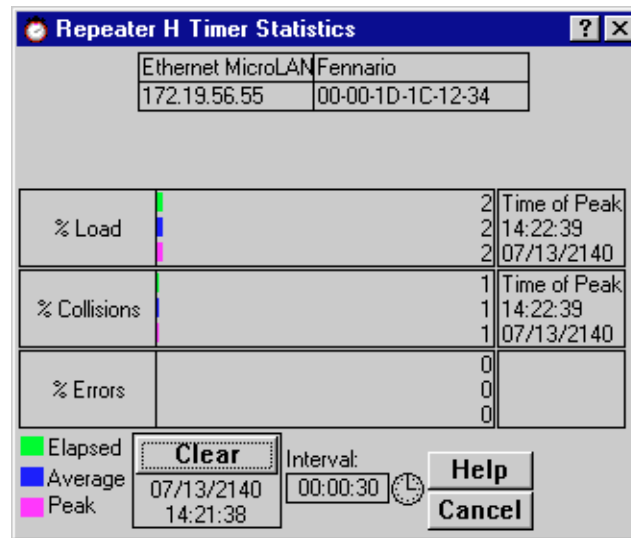 Repeater H Timer Statistics
Ethernet MicroLAN Fennario
172.19.56.55 00-00-1D-1C-12-34
% Load
2
2
2
Time of Peak
14:22:39
07/13/2140
% Collisions
1
1
1
Time of Peak
14:22:39
07/13/2140
% Errors
0
0
0
Elapsed
Average
Peak
Clear
07/13/2140
14:21:38
Interval:
00:00:30
Help
Cancel